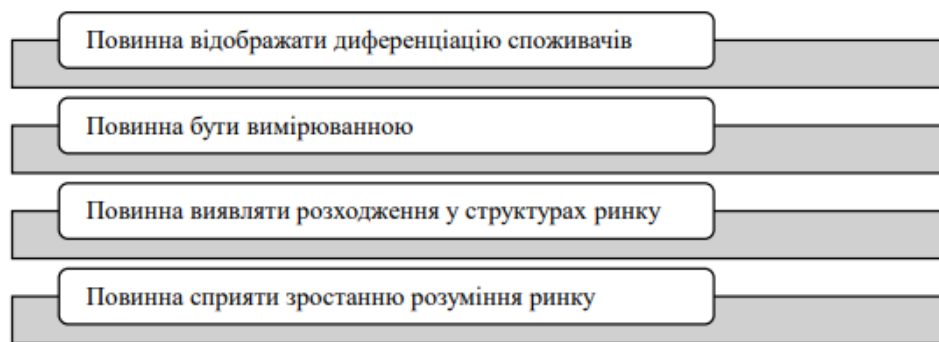 Повинна відображати диференціацію споживачів
Повинна бути вимірюванною
Повинна виявляти розходження у структурах ринку
Повинна сприяти зростанню розуміння ринку